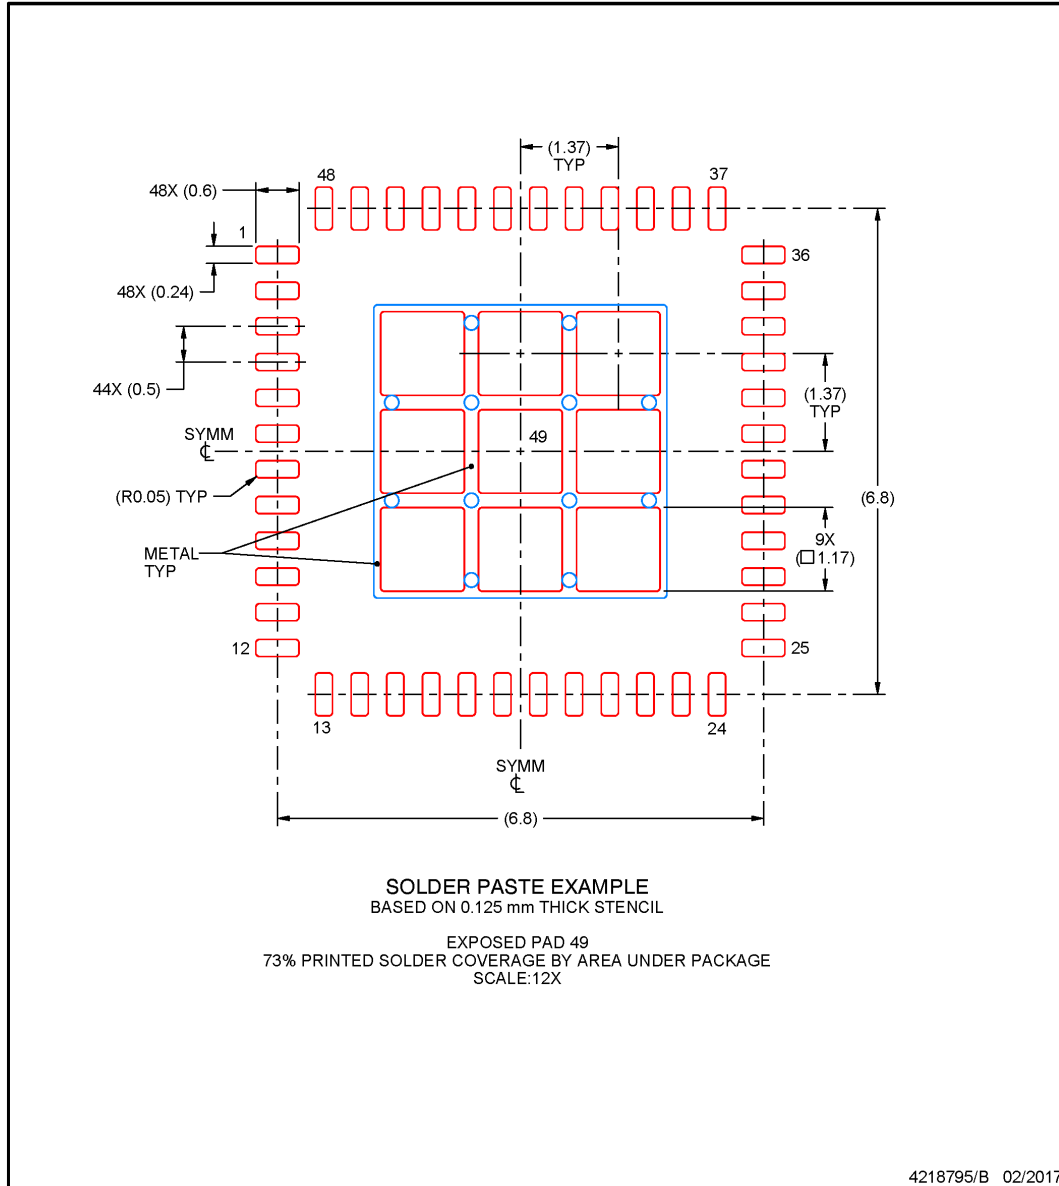 (1.37)
TYP
48
37
48X (0.6)
1
36
48X (0.24)
44X (0.5)
(1.37)
TYP
SYMM
℄
49
(R0.05) TYP
(6.8)
METAL
TYP
9X
(□1.17)
12
25
13
24
SYMM
℄
(6.8)
SOLDER PASTE EXAMPLE
BASED ON 0.125 mm THICK STENCIL
EXPOSED PAD 49
73% PRINTED SOLDER COVERAGE BY AREA UNDER PACKAGE
SCALE:12X
4218795/B 02/2017